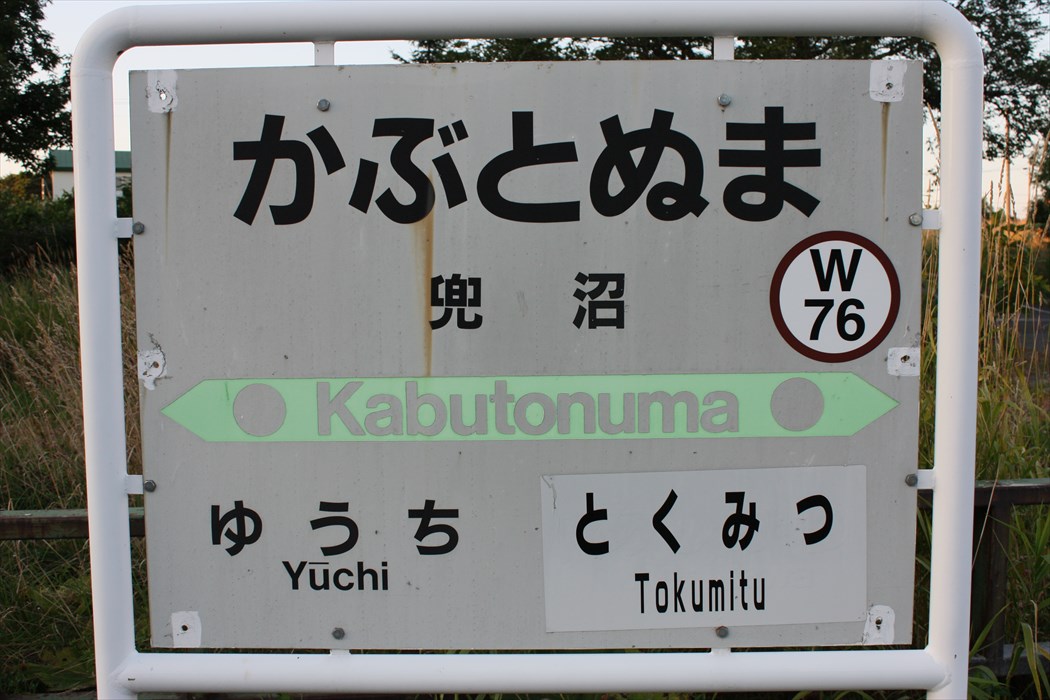 かぶとぬま
兜沼
W
76
Kabutonuma
ゆうち
Yūchi
とくみつ
Tokumitu